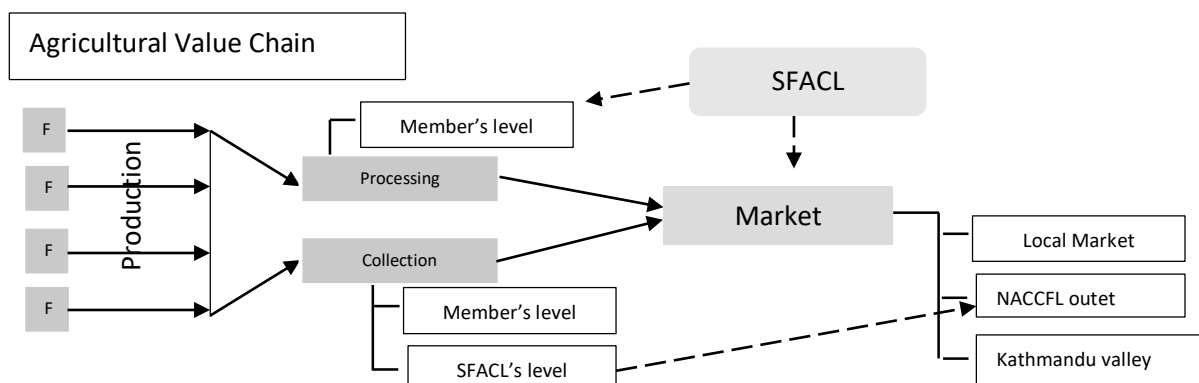 Agricultural Value Chain
SFACL
Member’s level
F
F
F
F
Production
Processing
Collection
Market
Member’s level
SFACL’s level
Local Market
NACCFL outet
Kathmandu valley